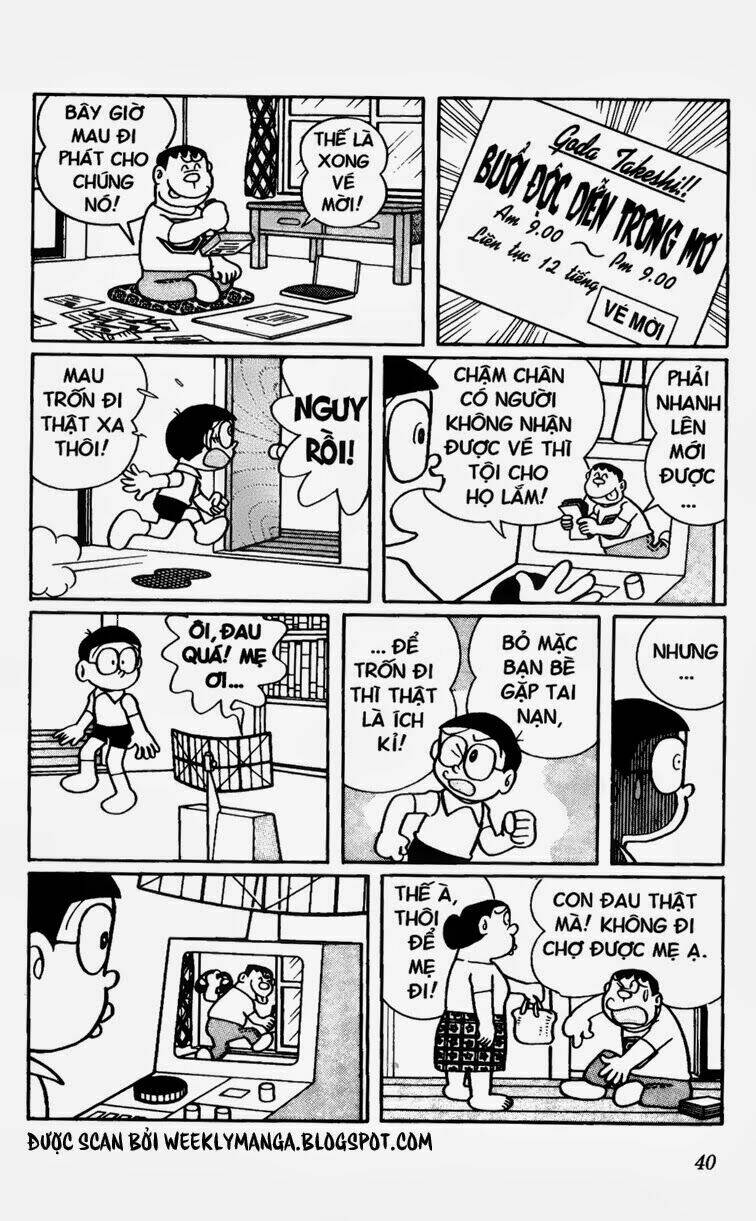 Goda Takeshi!!
BUỔI ĐỘC DIỄN TRONG MƠ
Am 9.00 ~ Pm 9.00
Liên tục 12 tiếng
VÉ MỜI
THẾ LÀ
XONG
VÉ
MỜI!
BÂY GIỜ
MAU ĐI
PHÁT CHO
CHÚNG
NÓ!
PHẢI
NHANH
LÊN
MỚI
ĐƯỢC
...
CHẬM CHÂN
CÓ NGƯỜI
KHÔNG NHẬN
ĐƯỢC VÉ THÌ
TỘI CHO
HỌ LẮM!
NGUY
RỒI!
MAU
TRỐN ĐI
THẬT XA
THÔI!
NHƯNG
...
BỎ MẶC
BẠN BÈ
GẶP TAI
NẠN,
... ĐỂ
TRỐN ĐI
THÌ THẬT
LÀ ÍCH
KỈ!
ÔI, ĐAU
QUÁ! MẸ
ƠI...
CON ĐAU THẬT
MÀ! KHÔNG ĐI
CHỢ ĐƯỢC MẸ Ạ.
THẾ À,
THÔI
ĐỂ
MẸ
ĐI!
ĐƯỢC SCAN BỞI WEEKLYMANGA.BLOGSPOT.COM
40